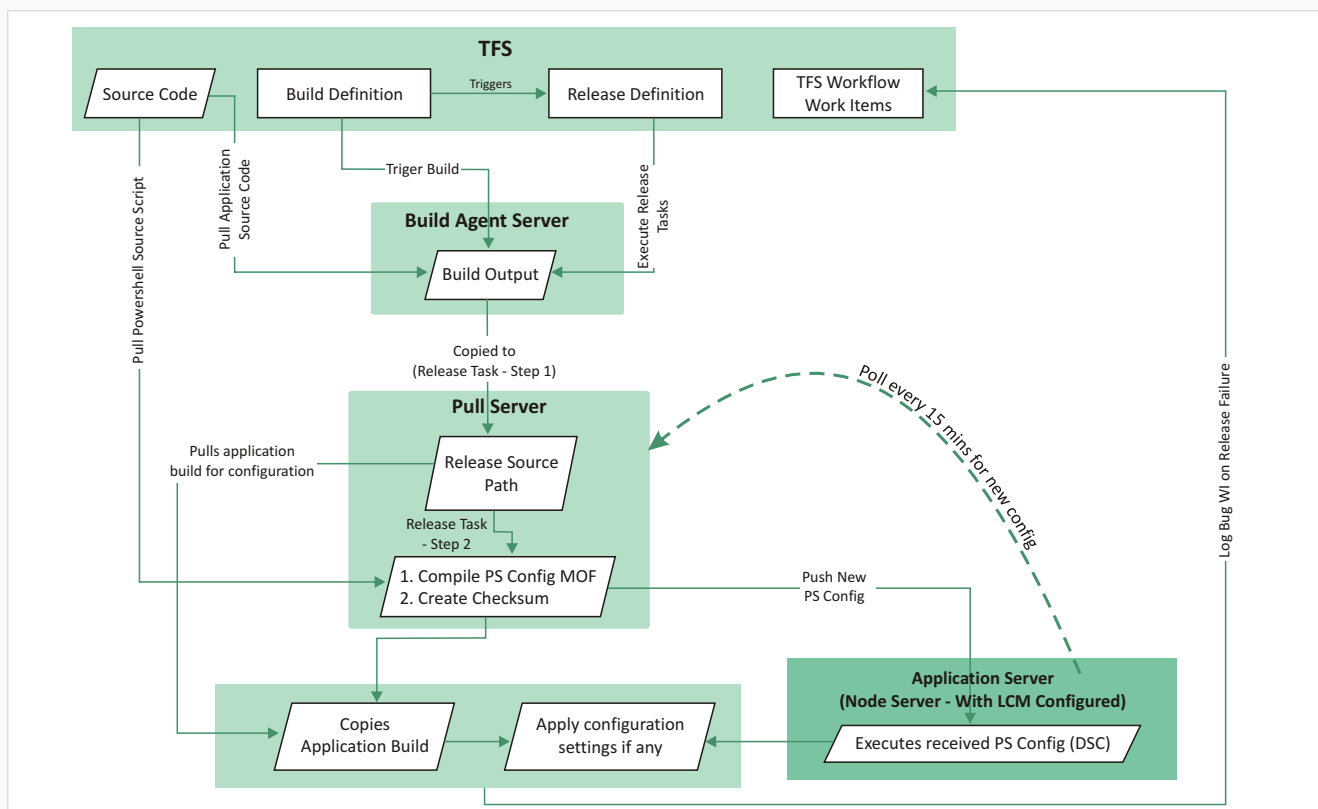 TFS
Source Code
Build Definition
Triggers
Release Definition
TFS Workflow
Work Items
Pull Powershell Source Script
Pull Application
Source Code
Triger Build
Execute Release
Tasks
Build Agent Server
Build Output
Copied to
(Release Task - Step 1)
Pull Server
Pulls application
build for configuration
Release Source
Path
Release Task
- Step 2
1. Compile PS Config MOF
2. Create Checksum
Push New
PS Config
Poll every 15 mins for new config
Log Bug WI on Release Failure
Application Server
(Node Server - With LCM Configured)
Copies
Application Build
Apply configuration
settings if any
Executes received PS Config (DSC)